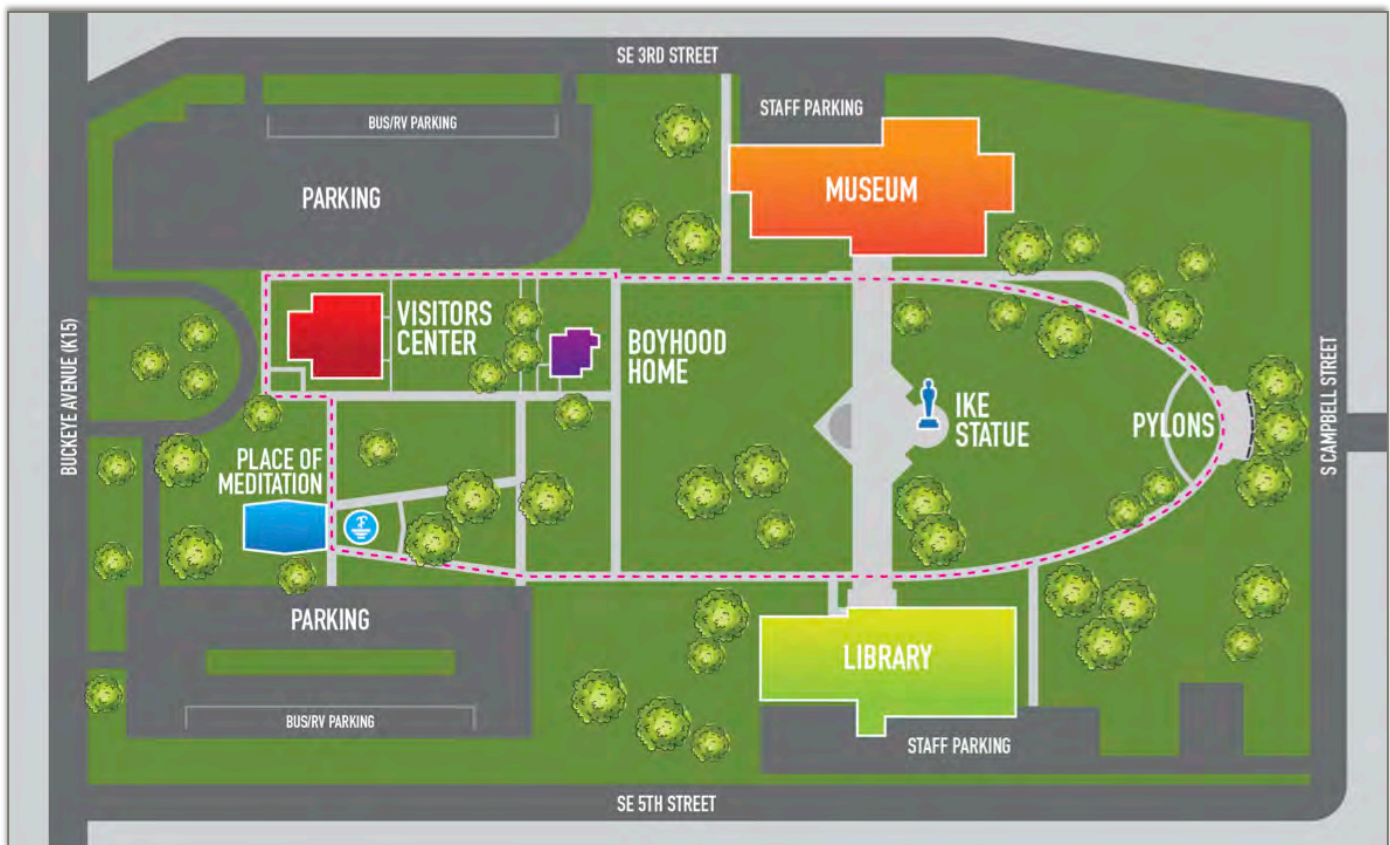 SE 3RD STREET
STAFF PARKING
BUS/RV PARKING
PARKING
MUSEUM
VISITORS
CENTER
BOYHOOD
HOME
BUCKEYE AVENUE (K15)
IKE
STATUE
PYLONS
S CAMPBELL STREET
PLACE OF
MEDITATION
PARKING
LIBRARY
BUS/RV PARKING
STAFF PARKING
SE 5TH STREET